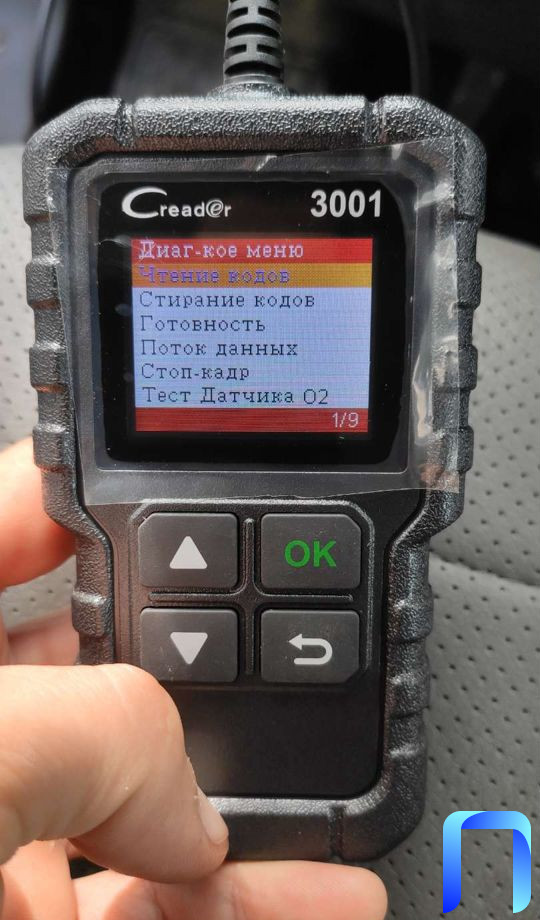 Creader
3001
Диаг-кое меню
Чтение кодов
Стирание кодов
Готовность
Поток данных
Стоп-кадр
Тест Датчика O2
1/9
OK